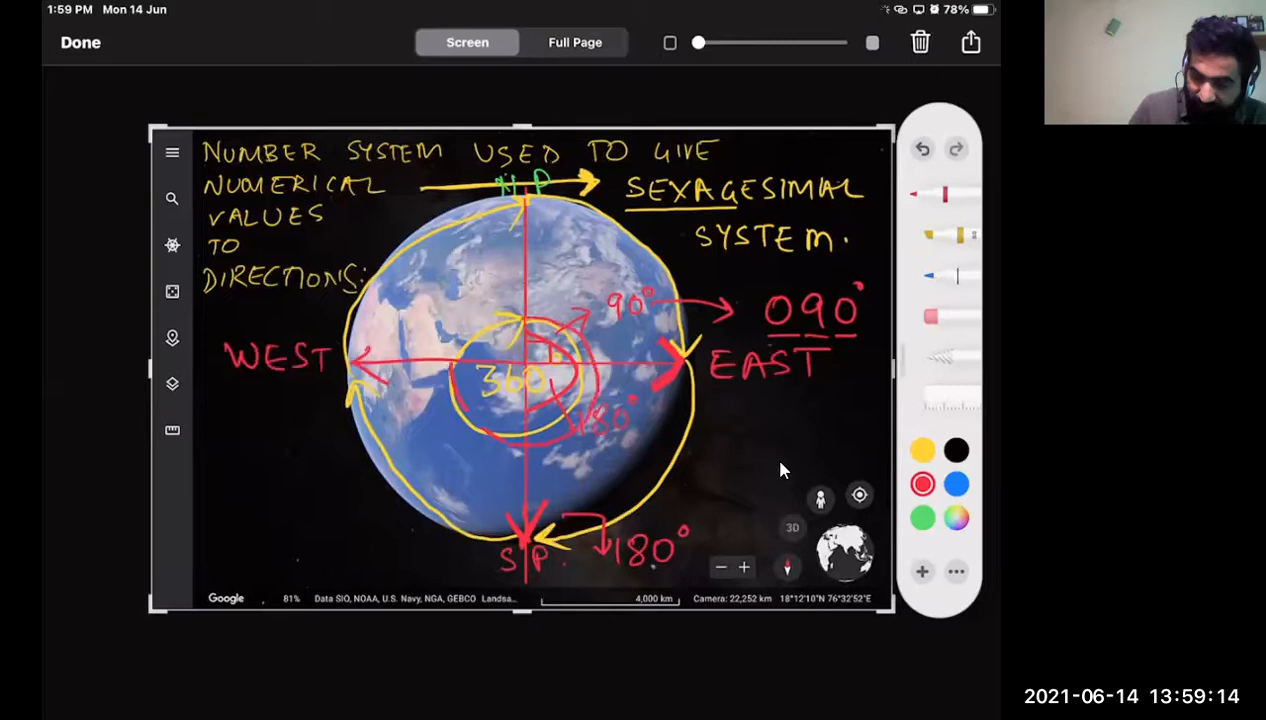 1:59 PM Mon 14 Jun
78%
Done
Screen
Full Page
NUMBER SYSTEM USED TO GIVE
NUMERICAL
VALUES
TO
DIRECTIONS:
N P
SEXAGESIMAL
SYSTEM.
90°
090°
WEST
EAST
360
180°
S P.
180°
3D
Google
81%
Data SIO, NOAA, U.S. Navy, NGA, GEBCO Landsa...
4,000 km
Camera: 22,252 km
18°12'10"N 76°32'52"E
2021-06-14 13:59:14